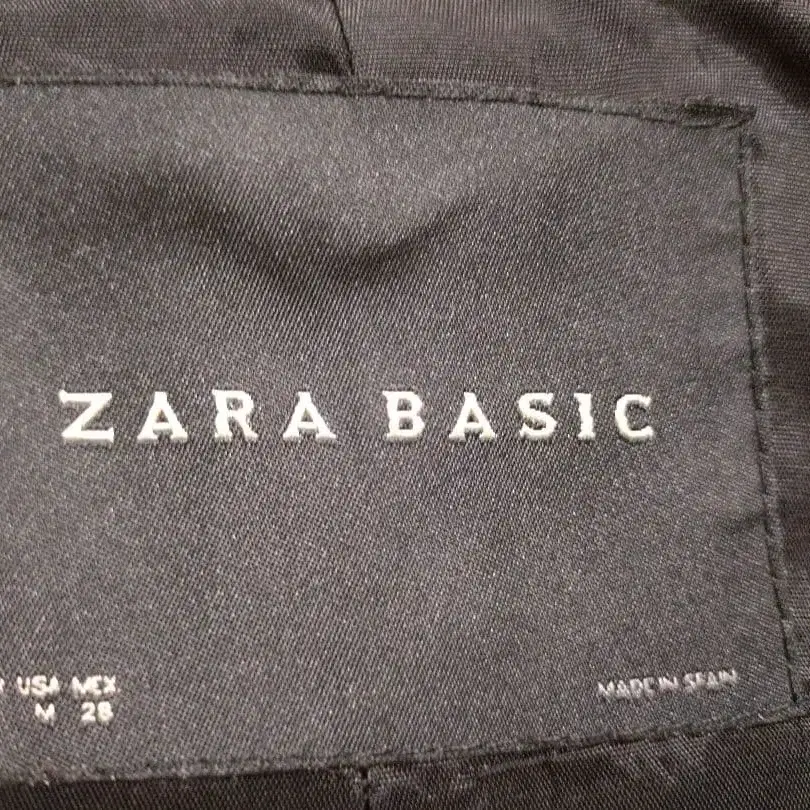 ZARA BASIC
USA MEX
M 28
MADE IN SPAIN